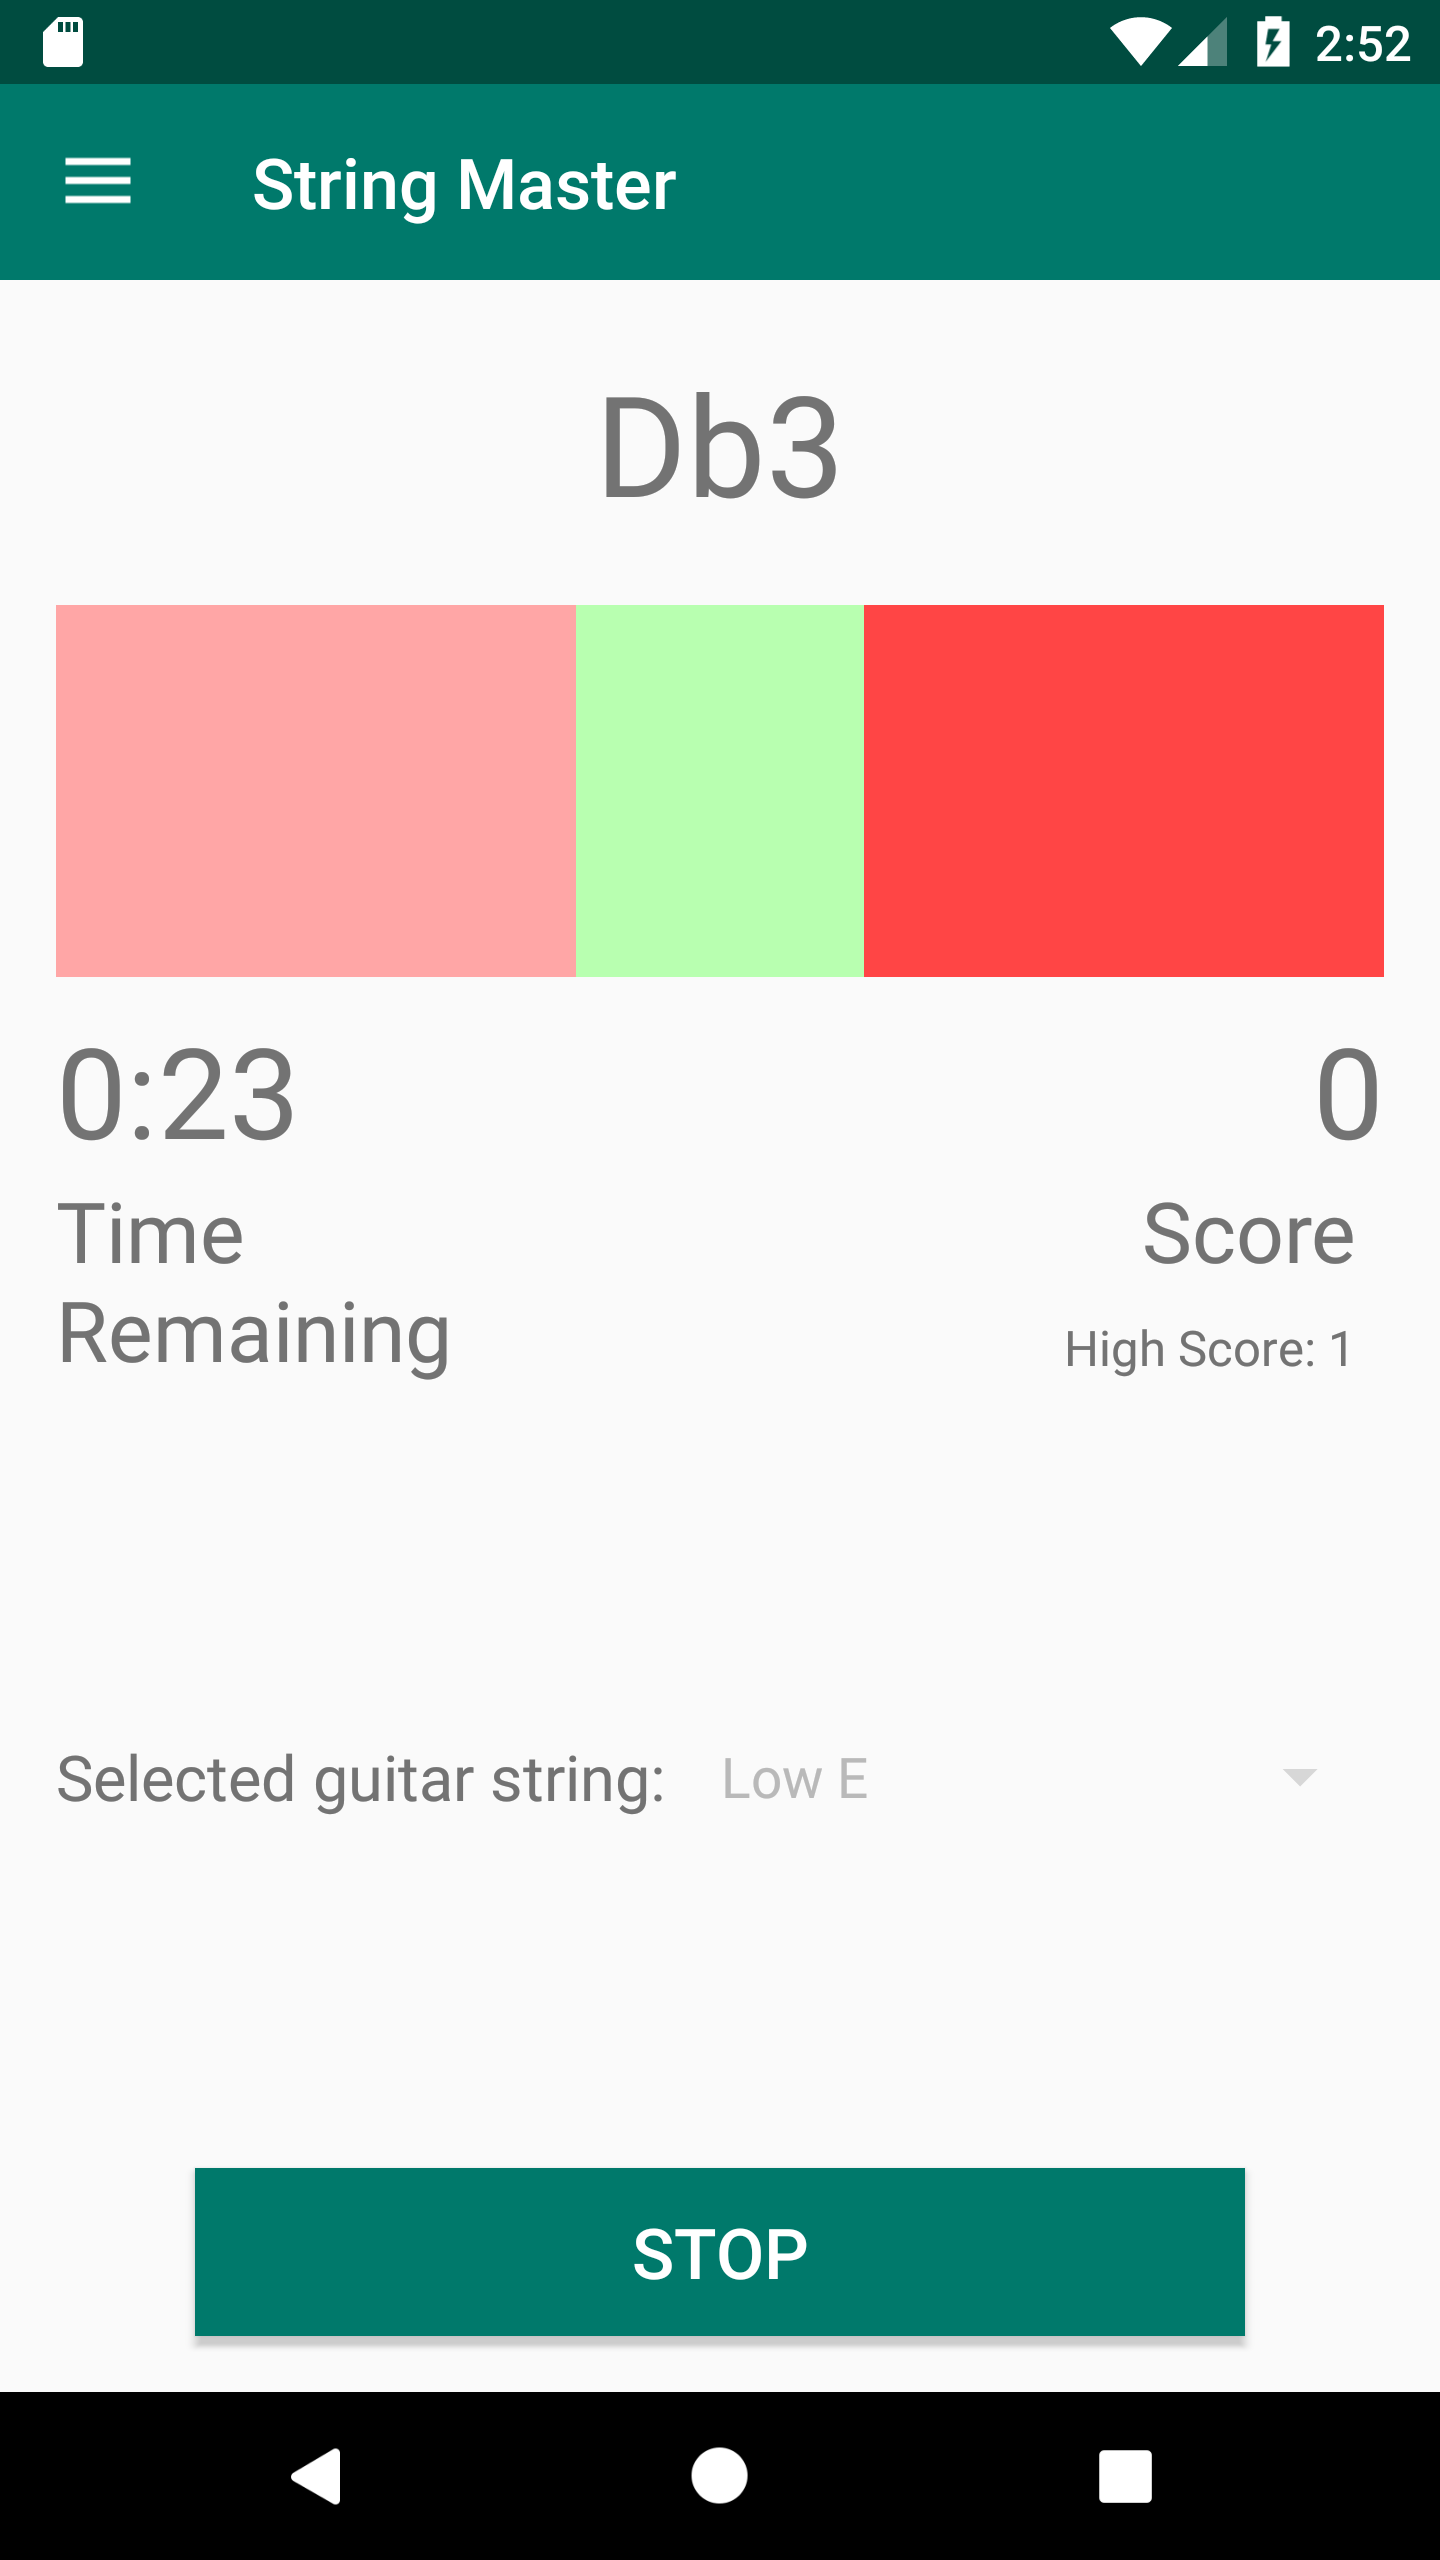 2:52
String Master
Db3
0:23
0
Time
Remaining
Score
High Score: 1
Selected guitar string:
Low E
STOP